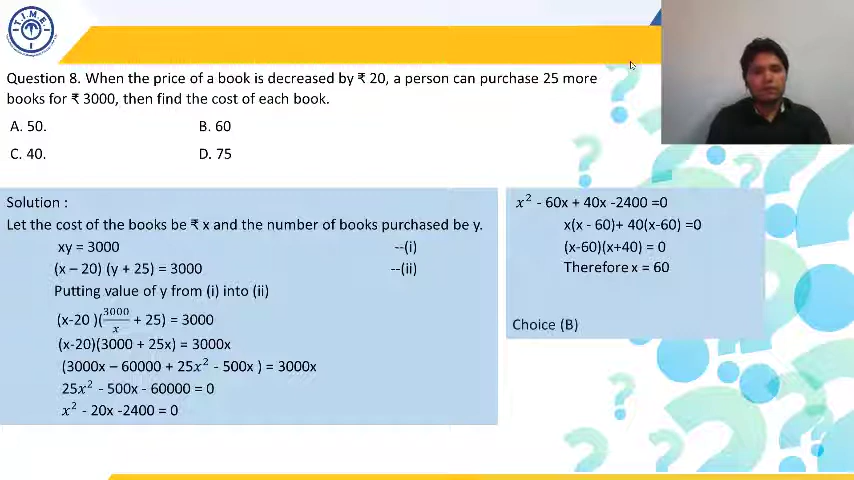 T.I.M.E.
Question 8. When the price of a book is decreased by ₹ 20, a person can purchase 25 more
books for ₹ 3000, then find the cost of each book.
A. 50. B. 60
C. 40. D. 75
Solution :
Let the cost of the books be ₹ x and the number of books purchased be y.
xy = 3000 --(i)
(x – 20) (y + 25) = 3000 --(ii)
Putting value of y from (i) into (ii)
(x-20 )(3000/x + 25) = 3000
(x-20)(3000 + 25x) = 3000x
(3000x – 60000 + 25x² - 500x ) = 3000x
25x² - 500x - 60000 = 0
x² - 20x -2400 = 0
x² - 60x + 40x -2400 =0
x(x - 60)+ 40(x-60) =0
(x-60)(x+40) = 0
Therefore x = 60
Choice (B)